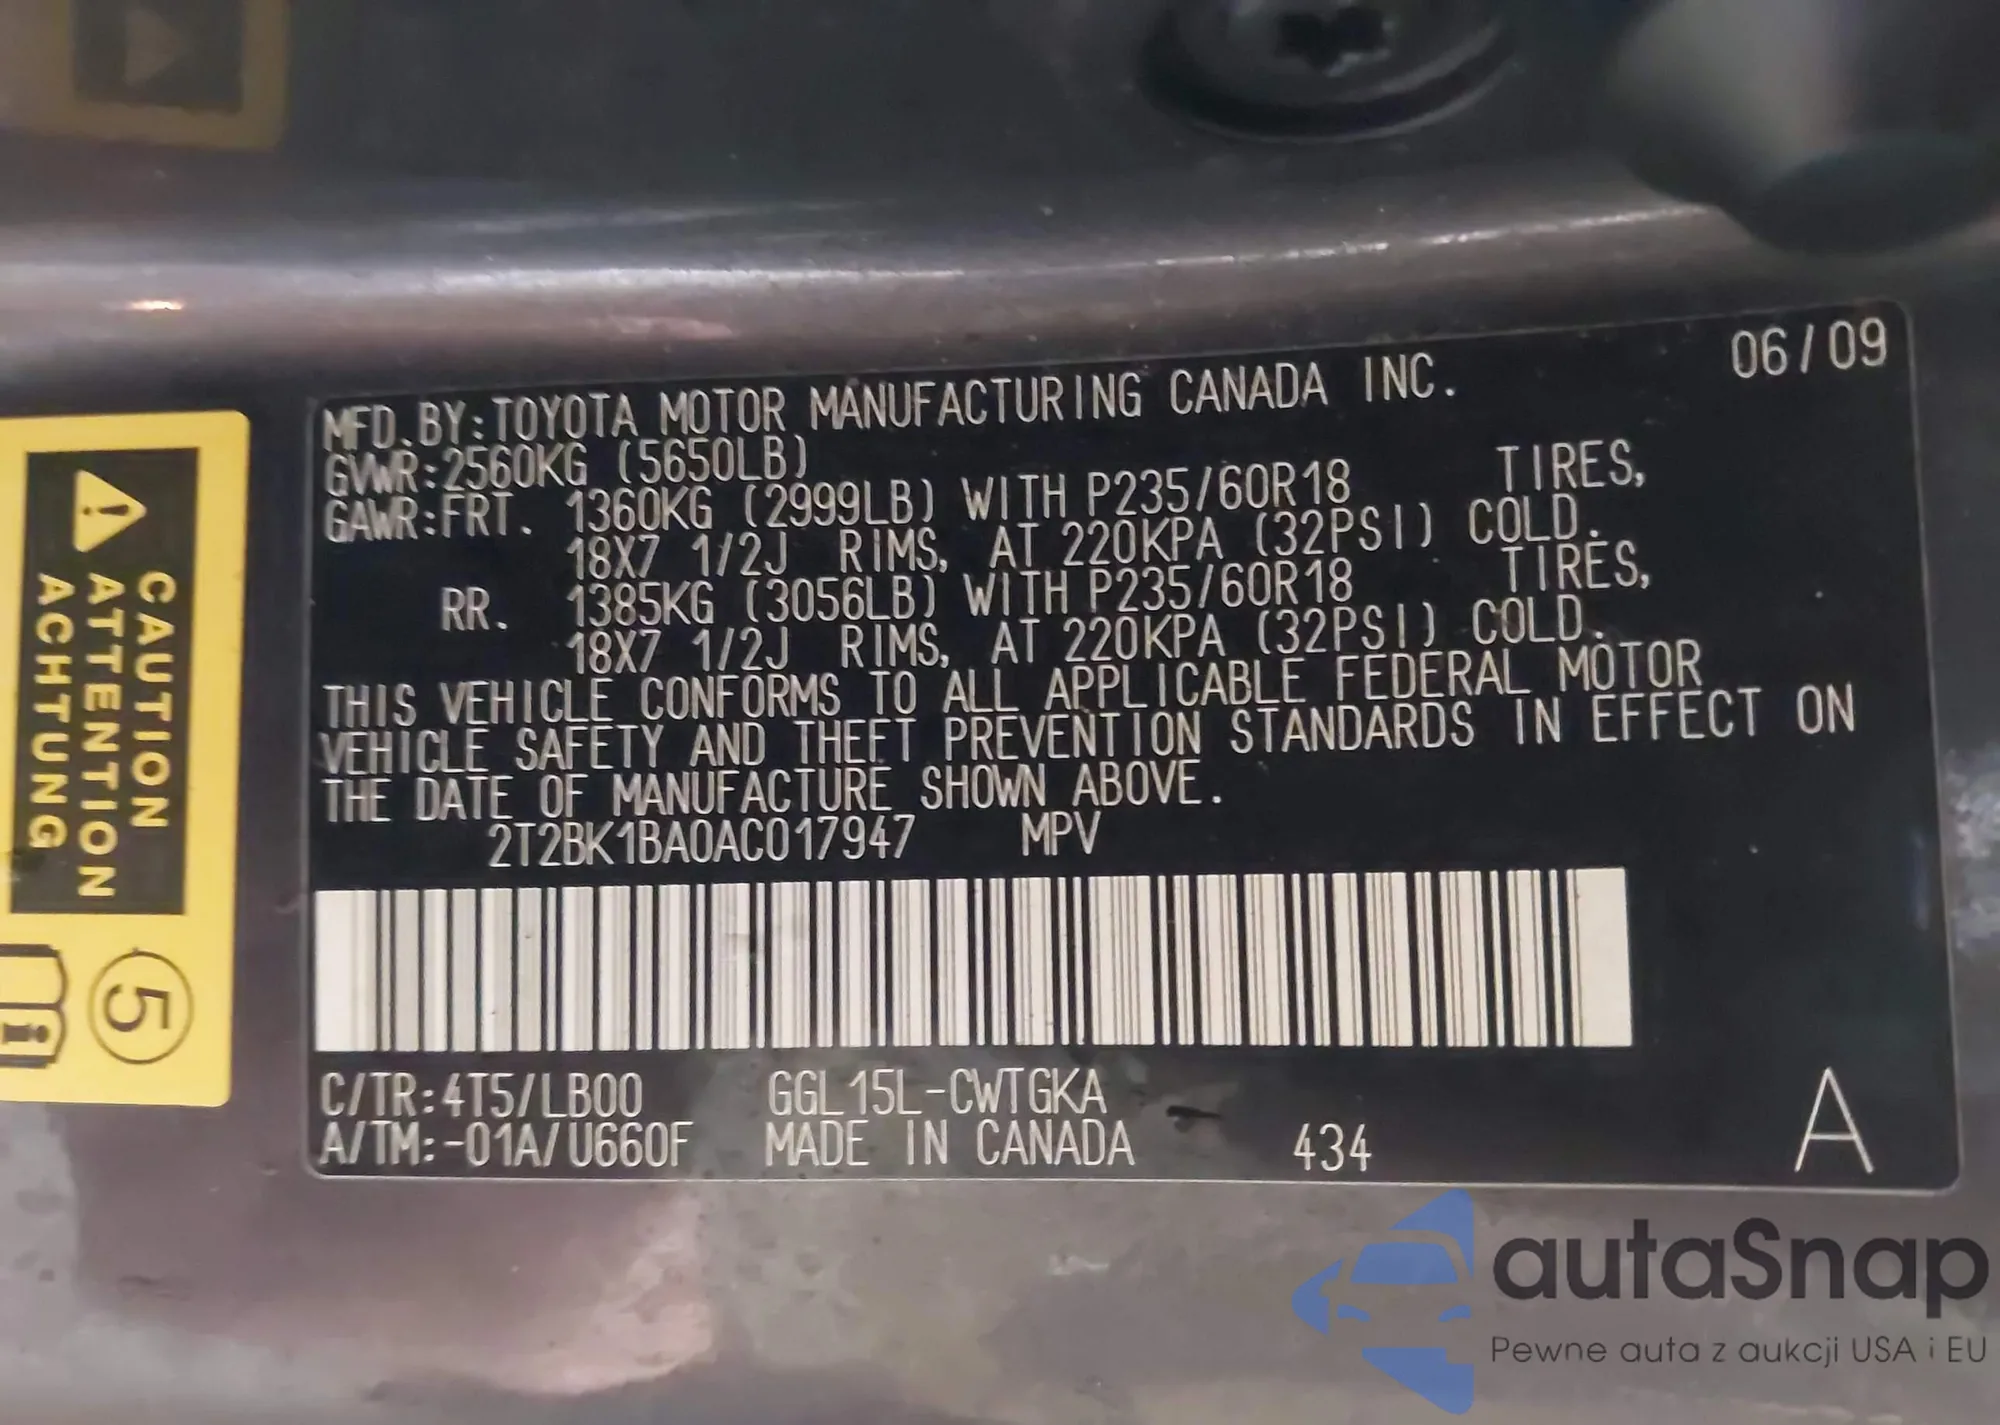 06/09
MFD.BY:TOYOTA MOTOR MANUFACTURING CANADA INC.
GVWR:2560KG (5650LB)
GAWR:FRT. 1360KG (2999LB) WITH P235/60R18 TIRES,
18X7 1/2J RIMS, AT 220KPA (32PSI) COLD.
RR. 1385KG (3056LB) WITH P235/60R18 TIRES,
18X7 1/2J RIMS, AT 220KPA (32PSI) COLD.
THIS VEHICLE CONFORMS TO ALL APPLICABLE FEDERAL MOTOR
VEHICLE SAFETY AND THEFT PREVENTION STANDARDS IN EFFECT ON
THE DATE OF MANUFACTURE SHOWN ABOVE.
2T2BK1BA0AC017947 MPV
C/TR:4T5/LB00 GGL15L-CWTGKA
A/TM:-01A/U660F MADE IN CANADA 434 A
CAUTION
ATTENTION
ACHTUNG
5
i
autaSnap
Pewne auta z aukcji USA i EU